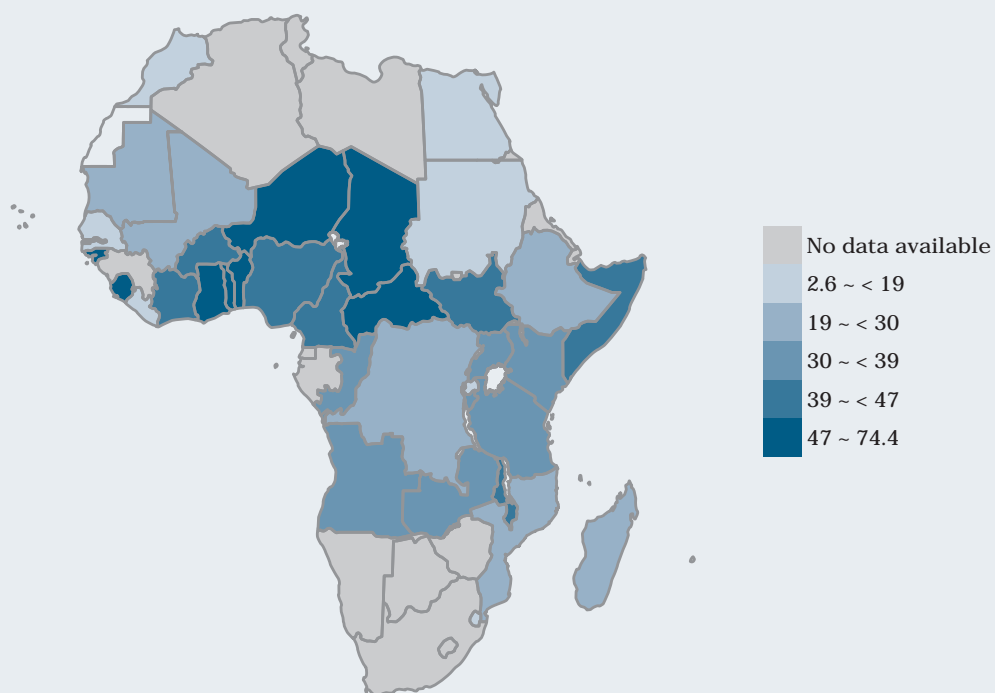 No data available
2.6 ~ < 19
19 ~ < 30
30 ~ < 39
39 ~ < 47
47 ~ 74.4